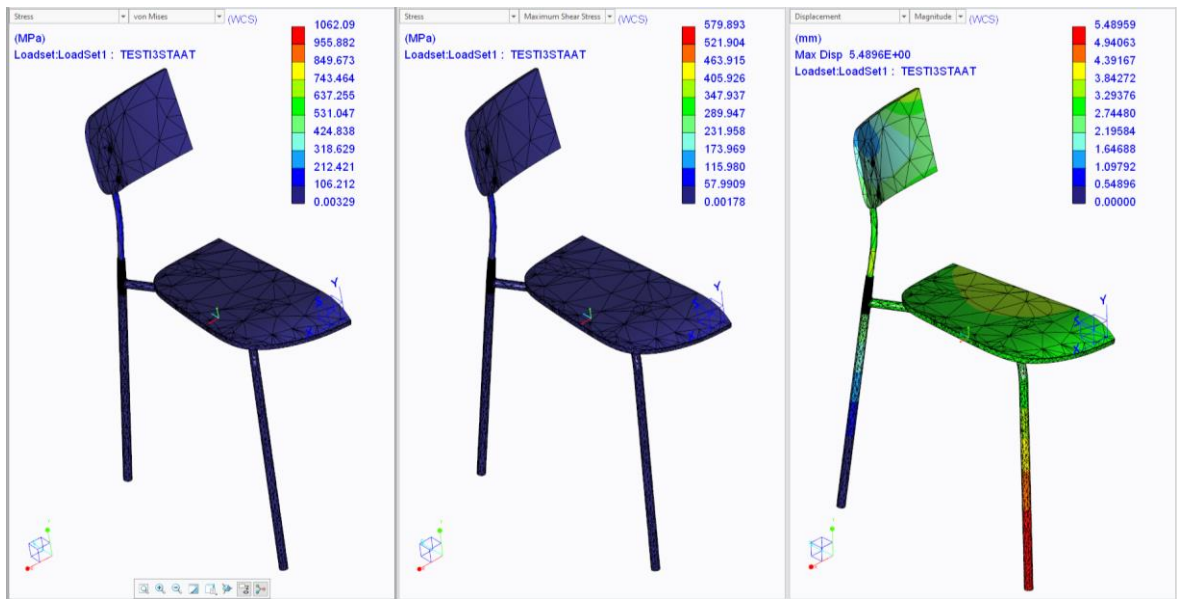 Stress von Mises (WCS)
(MPa)
Loadset:LoadSet1 : TESTI3STAAT
1062.09
955.882
849.673
743.464
637.255
531.047
424.838
318.629
212.421
106.212
0.00329
Y
Stress Maximum Shear Stress (WCS)
(MPa)
Loadset:LoadSet1 : TESTI3STAAT
579.893
521.904
463.915
405.926
347.937
289.947
231.958
173.969
115.980
57.9909
0.00178
Y
Displacement Magnitude (WCS)
(mm)
Max Disp 5.4896E+00
Loadset:LoadSet1 : TESTI3STAAT
5.48959
4.94063
4.39167
3.84272
3.29376
2.74480
2.19584
1.64688
1.09792
0.54896
0.00000
Y